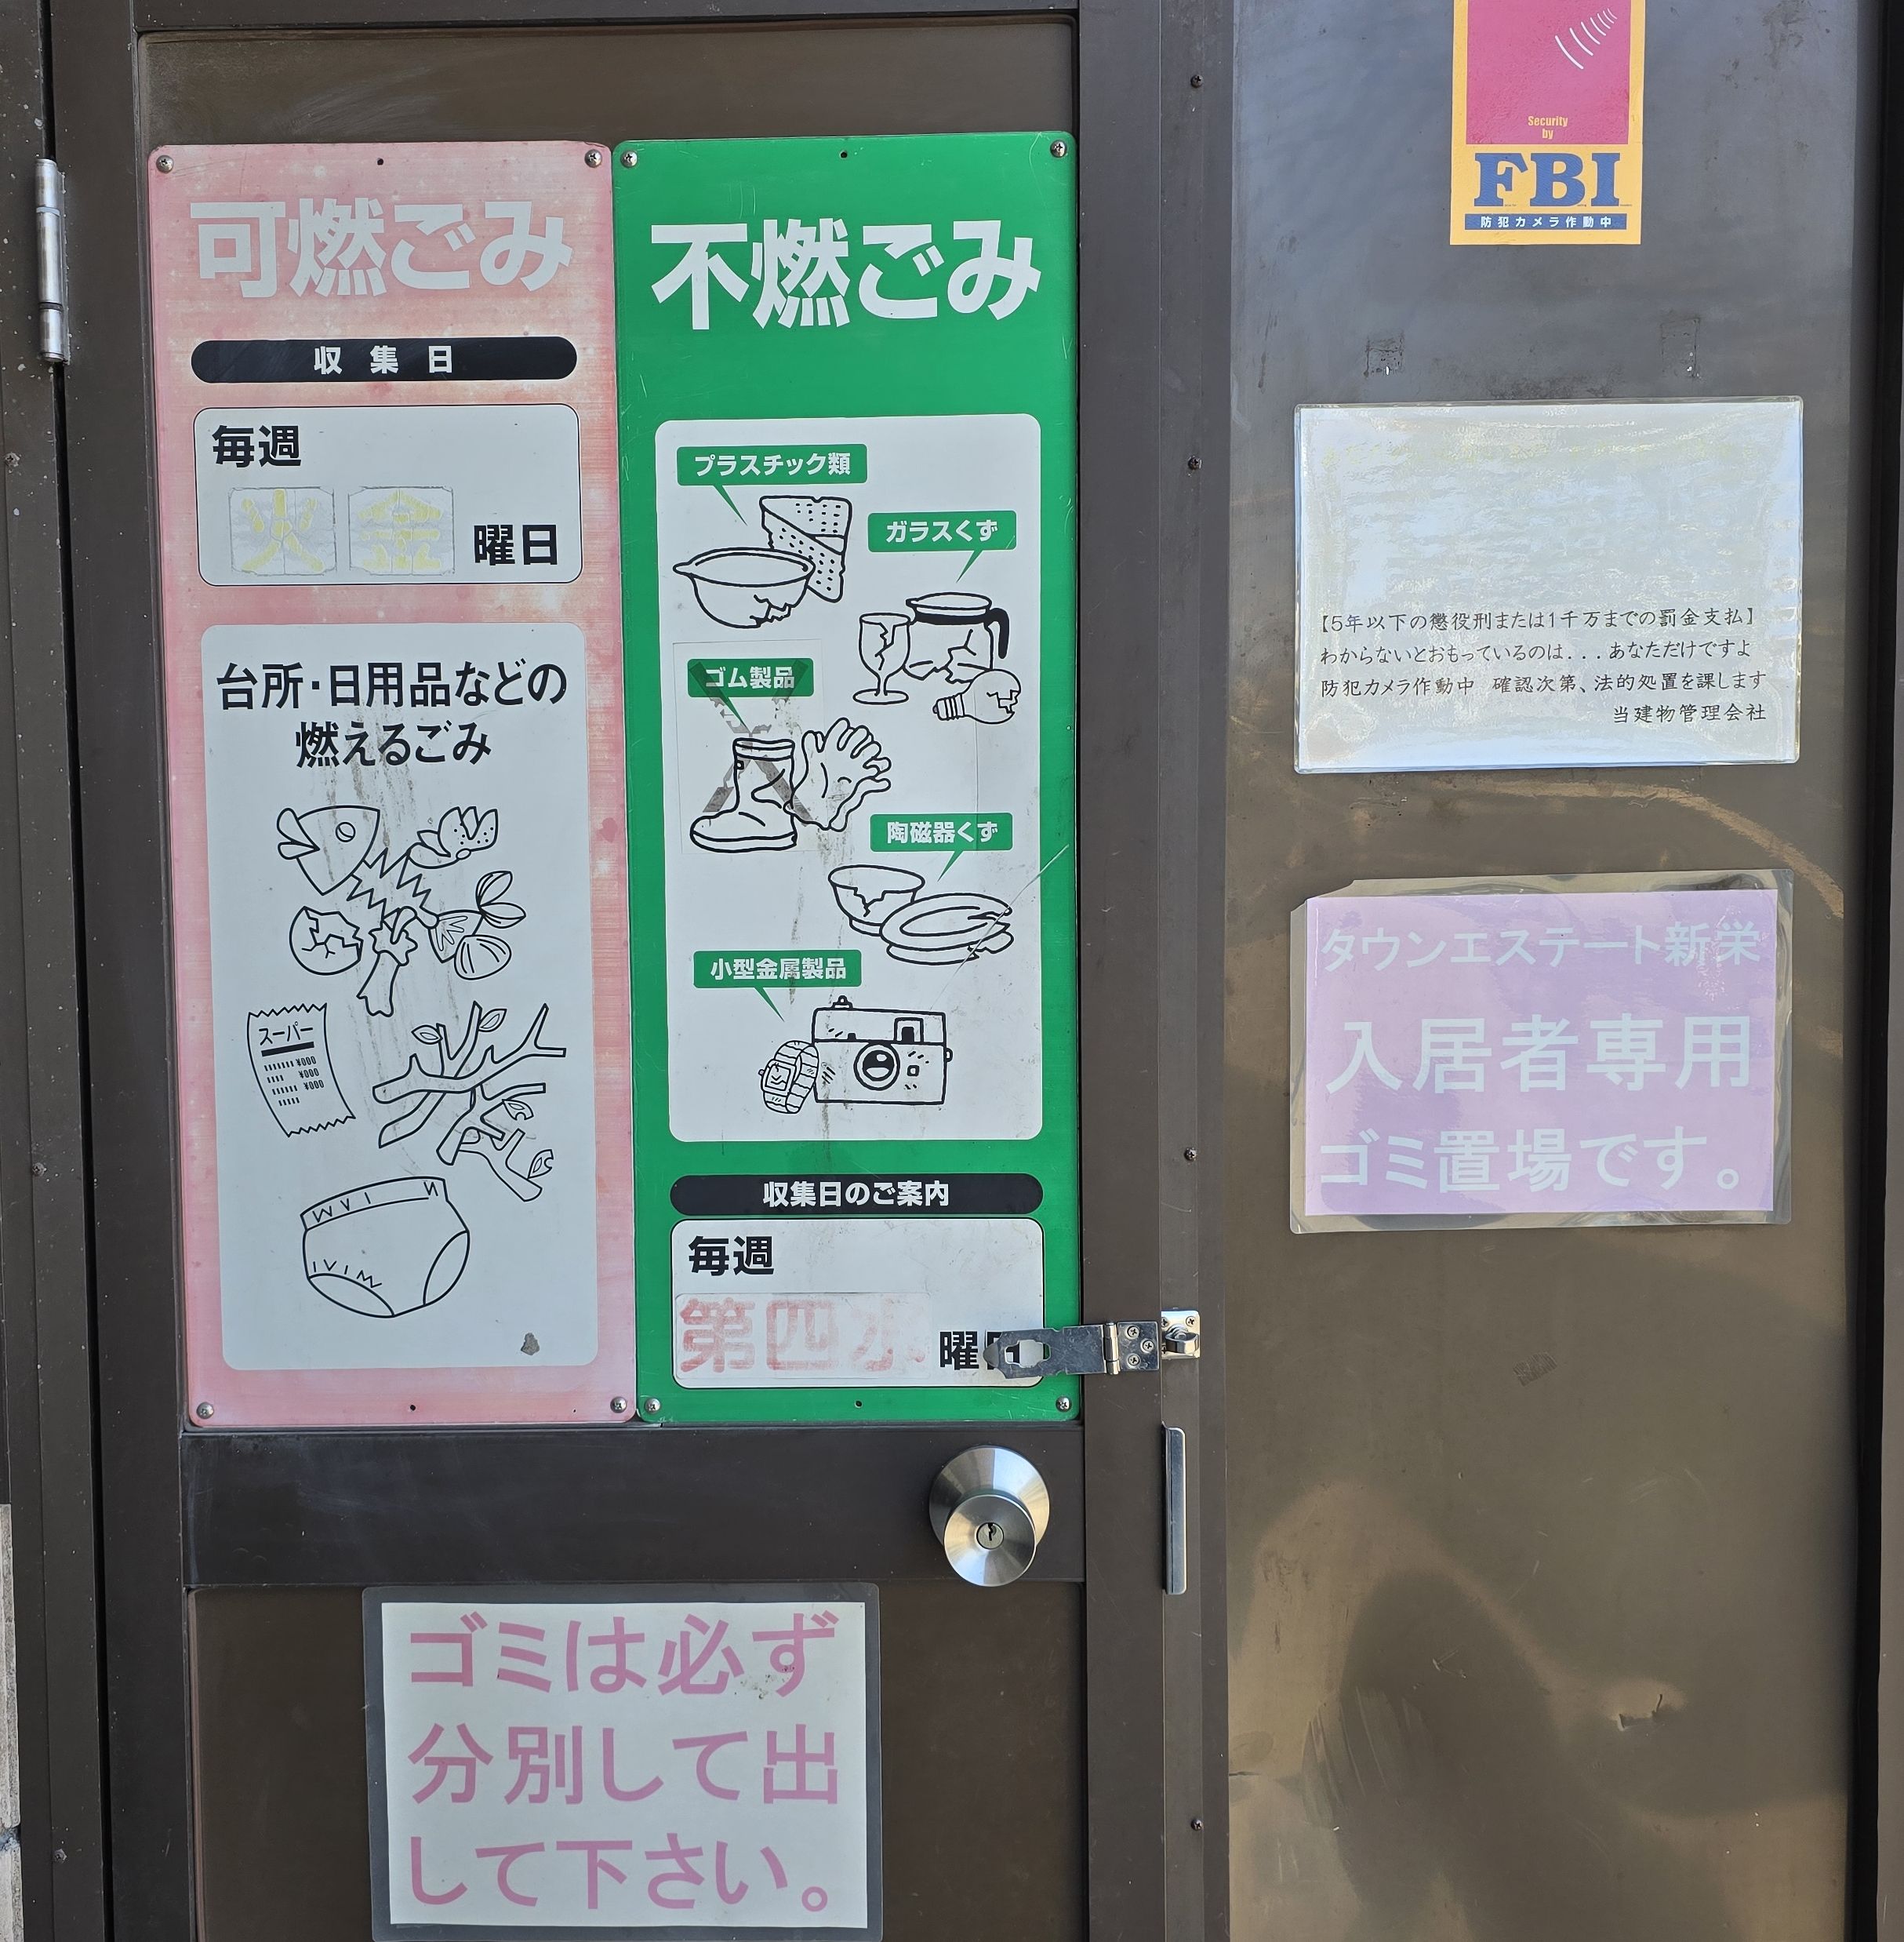 可燃ごみ
収集日
毎週
火 金 曜日
台所・日用品などの
燃えるごみ
スーパー
¥000
¥000
¥000
不燃ごみ
プラスチック類
ガラスくず
ゴム製品
陶磁器くず
小型金属製品
収集日のご案内
毎週
第四水 曜日
ゴミは必ず
分別して出
して下さい。
Security
by
FBI
防犯カメラ作動中
【5年以下の懲役刑または1千万までの罰金支払】
わからないとおもっているのは...あなただけですよ
防犯カメラ作動中 確認次第、法的処置を課します
当建物管理会社
タウンエステート新栄
入居者専用
ゴミ置場です。